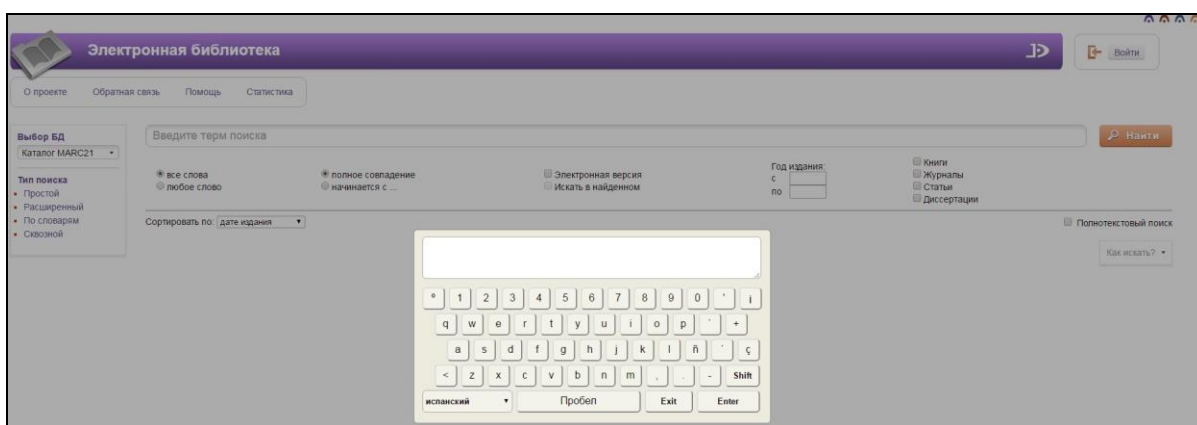 Электронная библиотека
Войти
О проекте Обратная связь Помощь Статистика
Выбор БД
Каталог MARC21
Тип поиска
Простой
Расширенный
По словарям
Сквозной
Введите терм поиска
Найти
все слова
любое слово
полное совпадение
начинается с ...
Электронная версия
Искать в найденном
Год издания:
с
по
Книги
Журналы
Статьи
Диссертации
Сортировать по: дате издания
Полнотекстовый поиск
Как искать?
º 1 2 3 4 5 6 7 8 9 0 ' ¡
q w e r t y u i o p ` +
a s d f g h j k l ñ ´ ç
< z x c v b n m , . - Shift
испанский Пробел Exit Enter